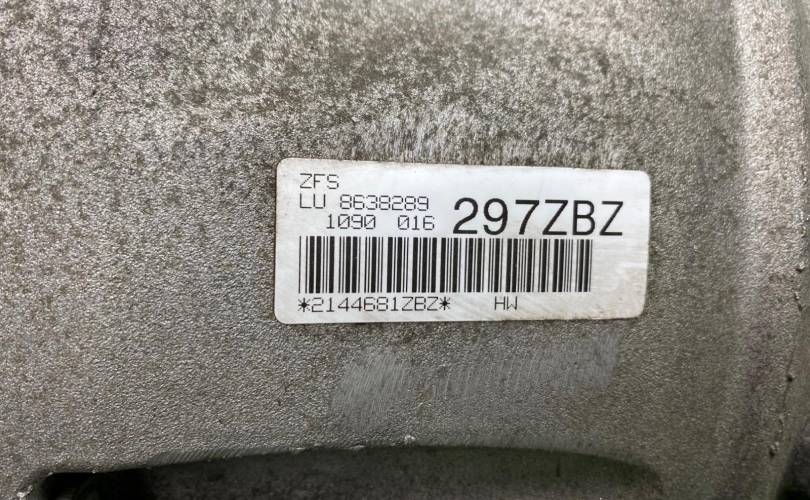 ZFS
LU 8638289
1090 016 297ZBZ
*2144681ZBZ* HW